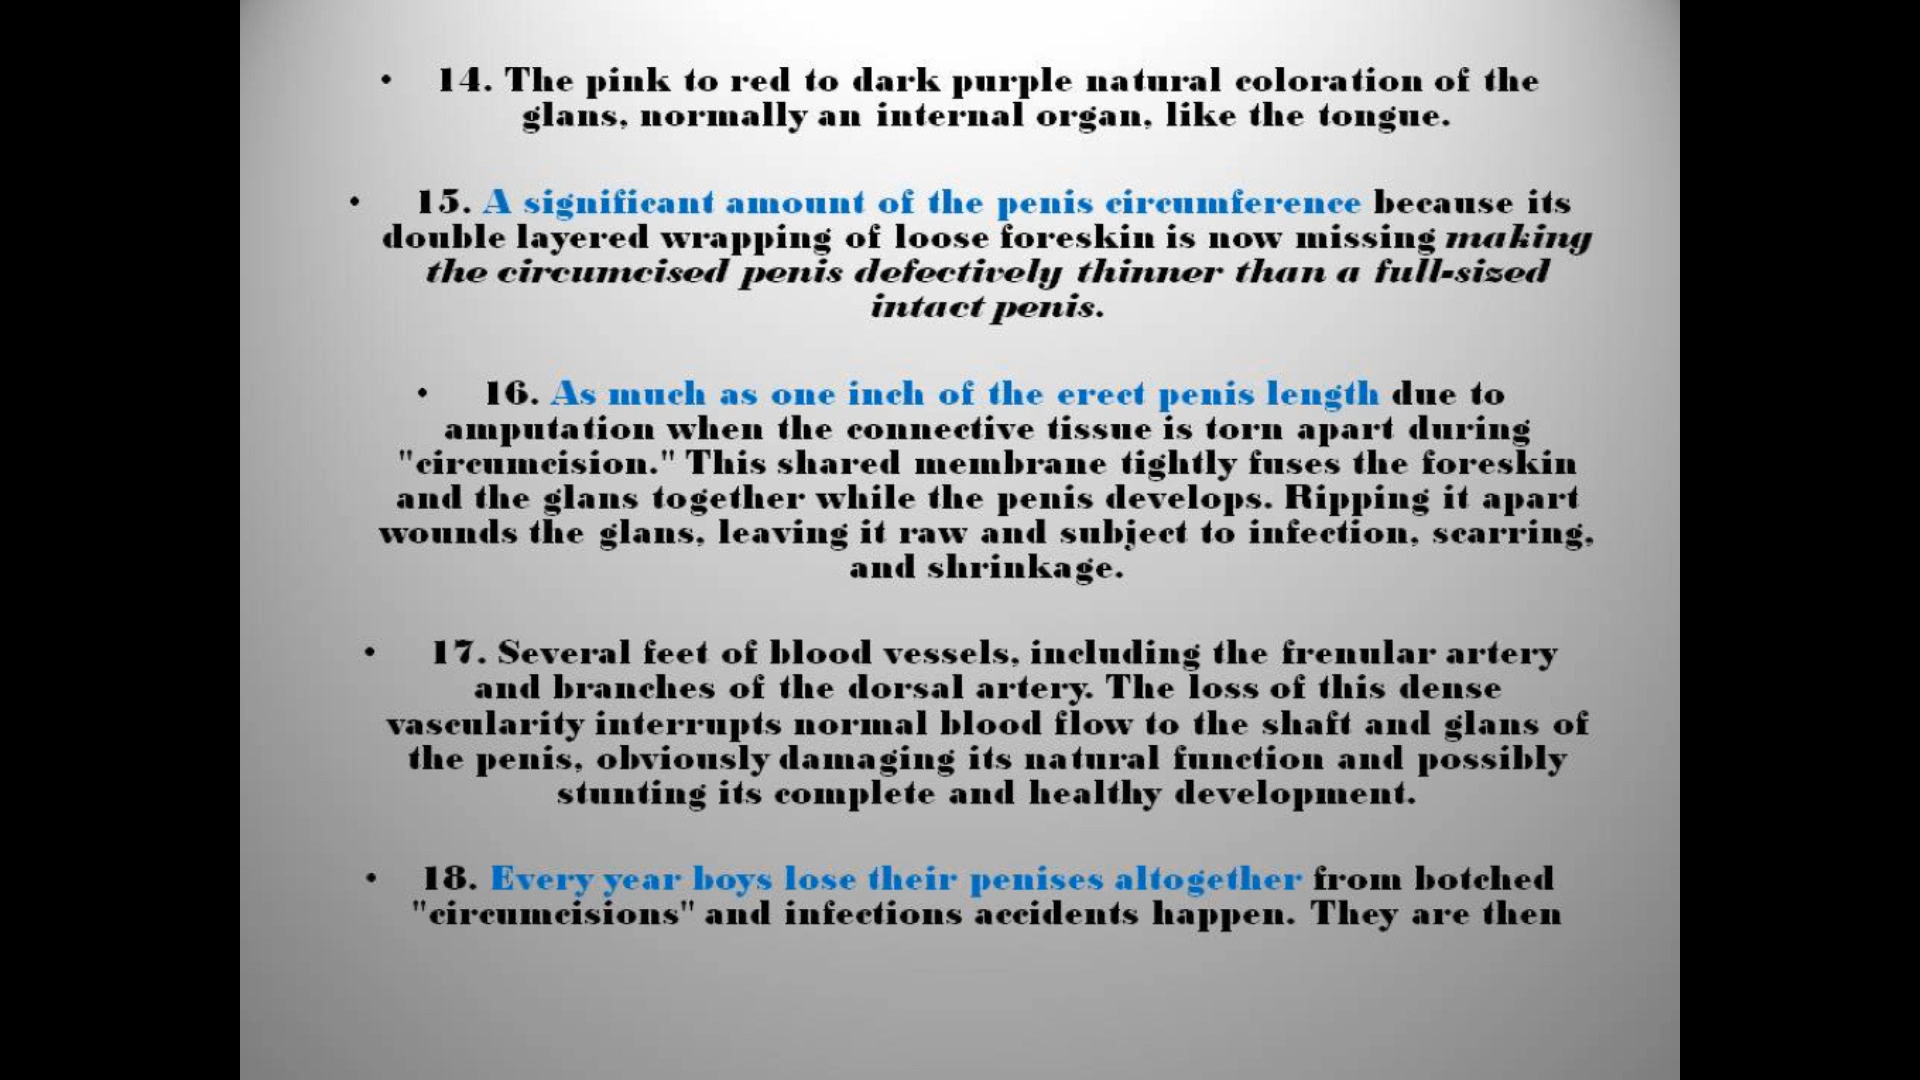 • 14. The pink to red to dark purple natural coloration of the
glans, normally an internal organ, like the tongue.
• 15. A significant amount of the penis circumference because its
double layered wrapping of loose foreskin is now missing making
the circumcised penis defectively thinner than a full-sized
intact penis.
• 16. As much as one inch of the erect penis length due to
amputation when the connective tissue is torn apart during
"circumcision." This shared membrane tightly fuses the foreskin
and the glans together while the penis develops. Ripping it apart
wounds the glans, leaving it raw and subject to infection, scarring,
and shrinkage.
• 17. Several feet of blood vessels, including the frenular artery
and branches of the dorsal artery. The loss of this dense
vascularity interrupts normal blood flow to the shaft and glans of
the penis, obviously damaging its natural function and possibly
stunting its complete and healthy development.
• 18. Every year boys lose their penises altogether from botched
"circumcisions" and infections accidents happen. They are then